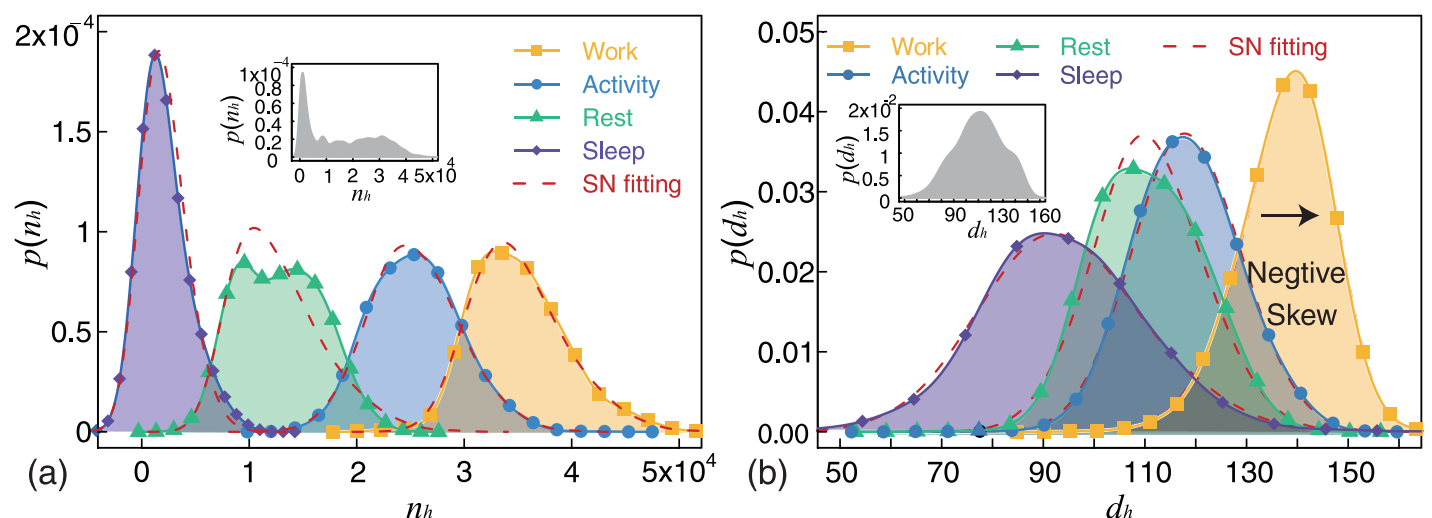 2x10⁻⁴
1.5
1
0.5
0
p(nₕ)
0
1
2
3
4
5x10⁴
nₕ
(a)
Work
Activity
Rest
Sleep
SN fitting
1x10⁻⁴
0.8
0.6
0.4
0.2
0
p(nₕ)
0 1 2 3 4 5x10⁴
nₕ
0.05
0.04
0.03
0.02
0.01
0.00
p(dₕ)
50 70 90 110 130 150
dₕ
(b)
Work Rest SN fitting
Activity Sleep
2x10⁻²
1.5
1
0.5
0
p(dₕ)
50 90 130 160
dₕ
Negtive
Skew